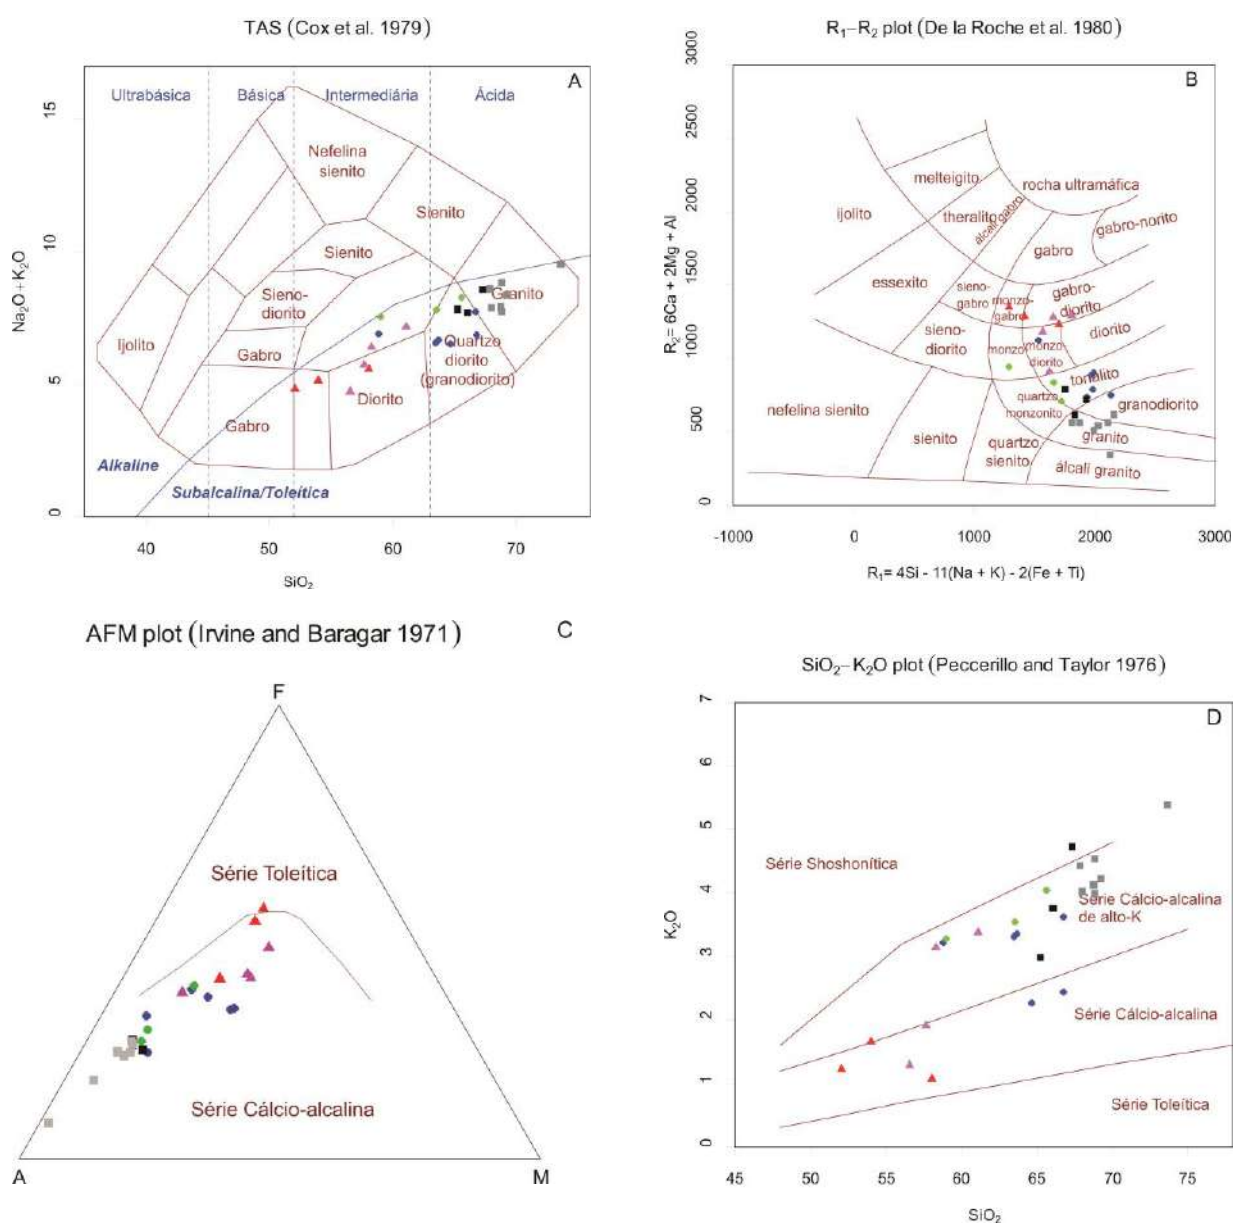 TAS (Cox et al. 1979)
A
Ultrabásica
Básica
Intermediária
Ácida
Nefelina
sienito
Sienito
Sienito
Sieno-
diorito
Granito
Ijolito
Gabro
Quartzo
diorito
(granodiorito)
Diorito
Gabro
Alkaline
Subalcalina/Toleítica
Na₂O + K₂O
0
5
10
15
40
50
60
70
SiO₂
R₁–R₂ plot (De la Roche et al. 1980)
B
melteigito
rocha ultramáfica
ijolito
theralito
álcali gabro
gabro-norito
gabro
essexito
sieno-
gabro
monzo-
gabro
gabro-
diorito
sieno-
diorito
monzo
monzo
diorito
diorito
tonalito
nefelina sienito
quartzo
monzonito
granodiorito
sienito
quartzo
sienito
granito
álcali granito
R₂= 6Ca + 2Mg + Al
0
500
1000
1500
2000
2500
3000
-1000
0
1000
2000
3000
R₁= 4Si - 11(Na + K) - 2(Fe + Ti)
AFM plot (Irvine and Baragar 1971)
C
F
Série Toleítica
Série Cálcio-alcalina
A
M
SiO₂–K₂O plot (Peccerillo and Taylor 1976)
D
Série Shoshonítica
Série Cálcio-alcalina
de alto-K
Série Cálcio-alcalina
Série Toleítica
K₂O
0
1
2
3
4
5
6
7
45
50
55
60
65
70
75
SiO₂